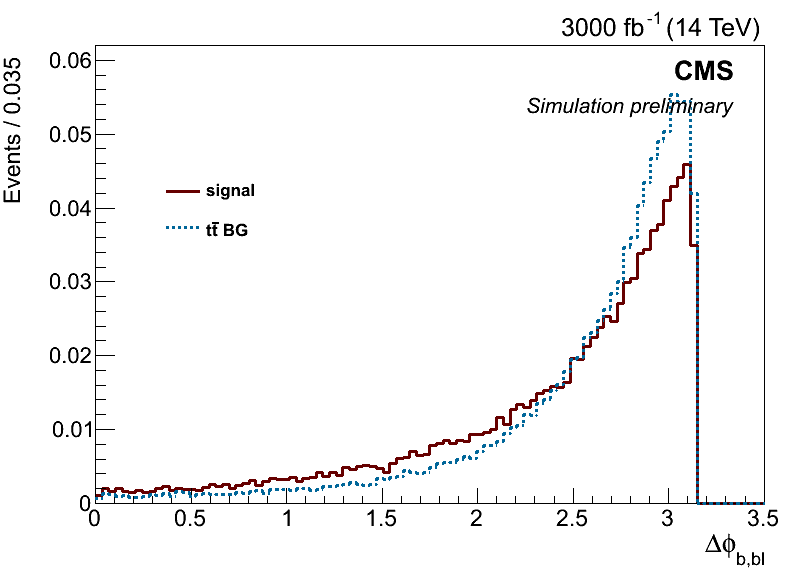 3000 fb⁻¹ (14 TeV)
CMS
Simulation preliminary
Events / 0.035
0.06
0.05
0.04
0.03
0.02
0.01
0
signal
tt̄ BG
0 0.5 1 1.5 2 2.5 3 3.5
Δϕb,bl